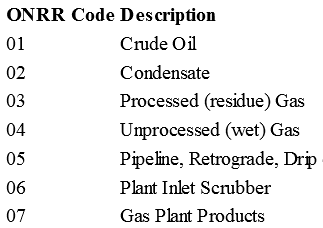 ONRR Code Description
01 Crude Oil
02 Condensate
03 Processed (residue) Gas
04 Unprocessed (wet) Gas
05 Pipeline, Retrograde, Drip
06 Plant Inlet Scrubber
07 Gas Plant Products